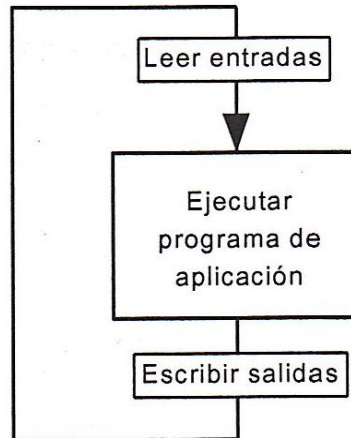 Leer entradas
Ejecutar
programa de
aplicación
Escribir salidas